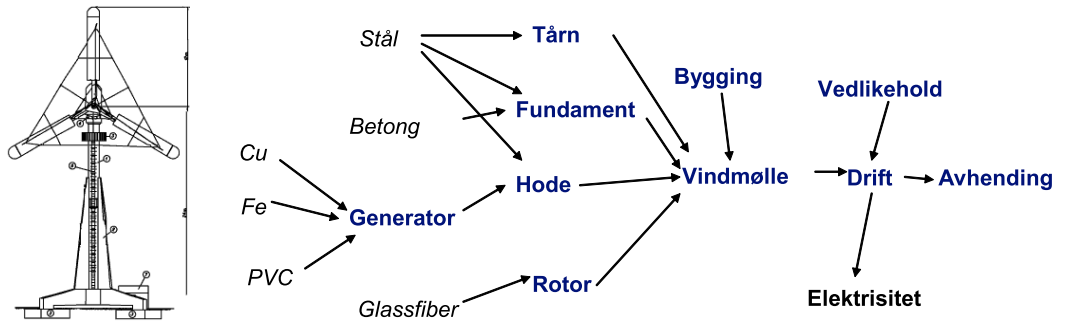 Stål
Tårn
Bygging
Vedlikehold
Betong
Fundament
Cu
Hode
Vindmølle
Drift
Avhending
Fe
Generator
PVC
Glassfiber
Rotor
Elektrisitet